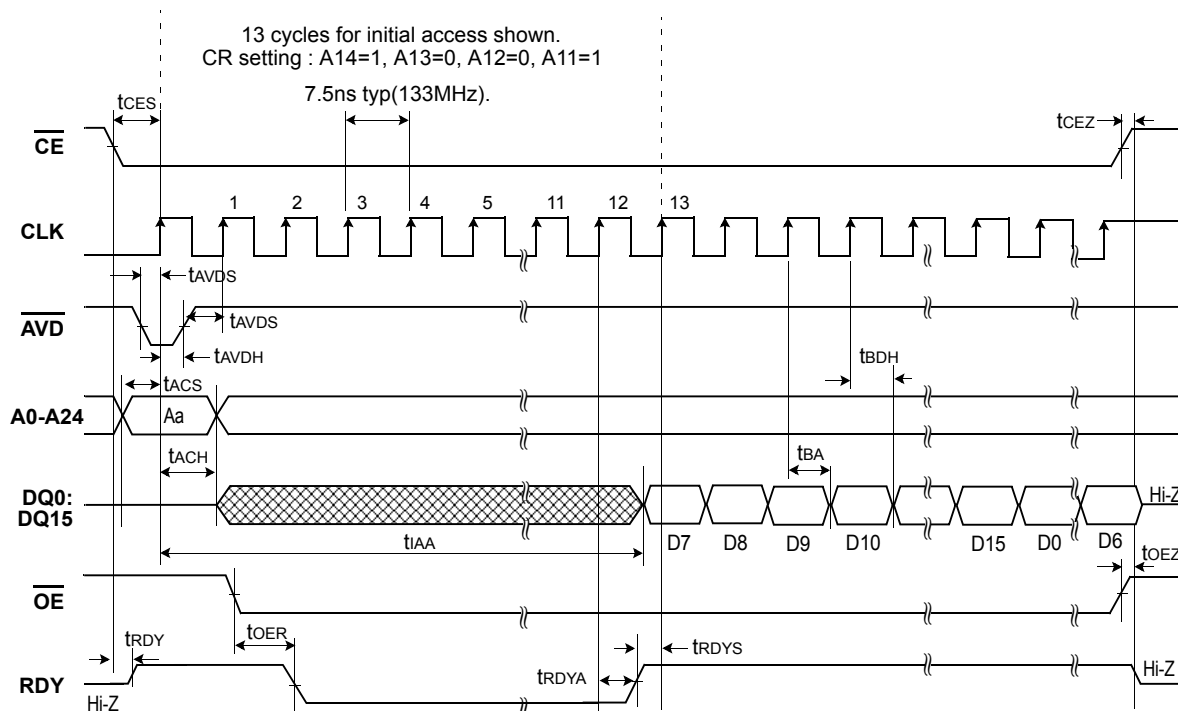 13 cycles for initial access shown.
CR setting : A14=1, A13=0, A12=0, A11=1
7.5ns typ(133MHz).
tCES
tCEZ
CE
1 2 3 4 5 11 12 13
CLK
tAVDS
AVD
tAVDS
tAVDH
tBDH
tACS
A0-A24
Aa
tACH
tBA
DQ0:
DQ15
Hi-Z
tIAA
D7 D8 D9 D10 D15 D0 D6
tOEZ
OE
tOER
tRDY
tRDYS
tRDYA
RDY
Hi-Z
Hi-Z